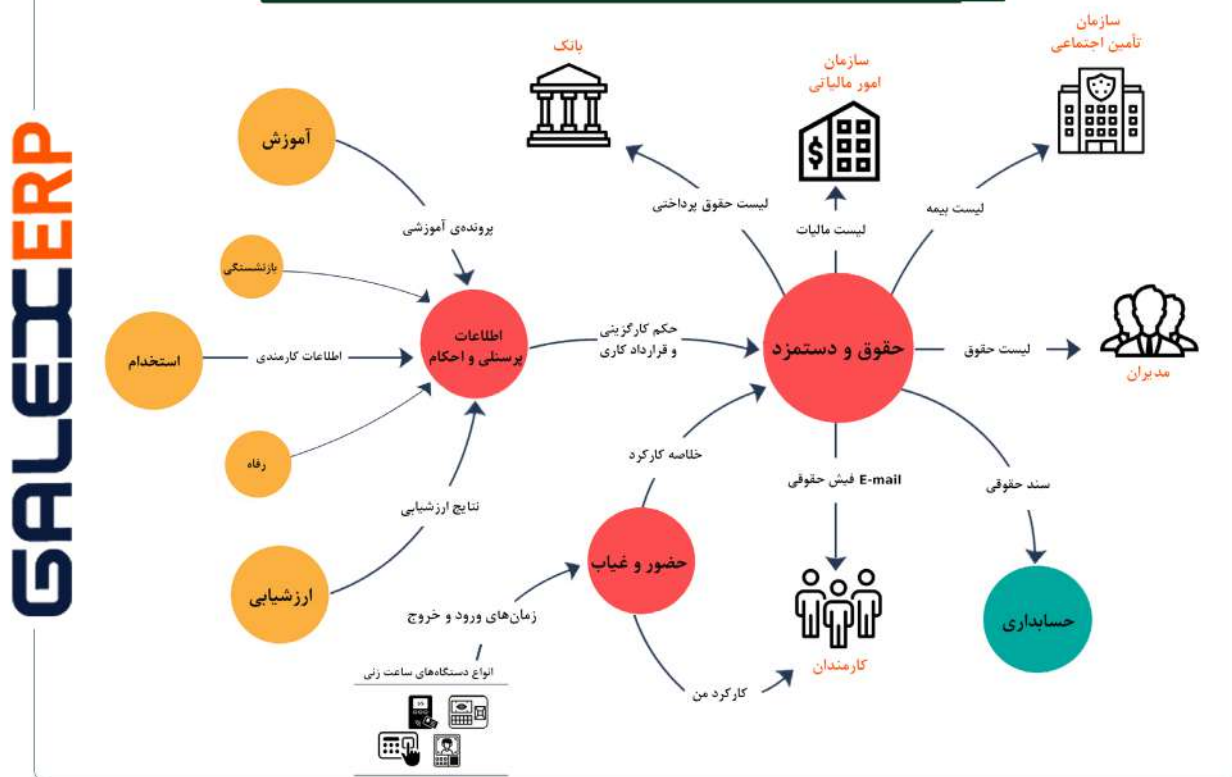 GALEXERP
سازمان
تأمین اجتماعی
بانک
سازمان
امور مالیاتی
آموزش
لیست حقوق پرداختی
لیست بیمه
لیست مالیات
پرونده‌ی آموزشی
بازنشستگی
اطلاعات
پرسنلی و احکام
حکم کارگزینی
و قرارداد کاری
حقوق و دستمزد
لیست حقوق
مدیران
استخدام
اطلاعات کارمندی
رفاه
خلاصه کارکرد
E-mail فیش حقوقی
سند حقوقی
نتایج ارزشیابی
ارزشیابی
حضور و غیاب
زمان‌های ورود و خروج
حسابداری
کارمندان
انواع دستگاه‌های ساعت زنی
کارکرد من